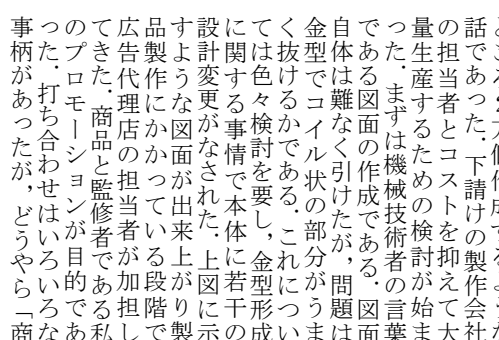 話であった．下請けの製作会社
の担当者とコストを抑えて大
量生産するための検討が始ま
った．まずは機械技術者の言葉
である図面の作成である．図面
自体は難なく引けたが，問題は
金型でコイル状の部分がうま
く抜けるかである．これについ
ては色々検討を要し，金型形成
に関する事情で本体に若干の
設計変更がなされた．上図に示
すような図面が出来上がり製
品製作にかかっている段階で
広告代理店の担当者が加担し
てきた．商品と監修者である私
のプロモーションが目的であ
った．打ち合わせはいろいろな
事柄があったが，どうやら「商